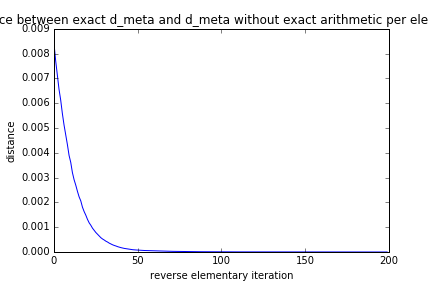 ce between exact d_meta and d_meta without exact arithmetic per ele
0.009
0.008
0.007
0.006
0.005
0.004
0.003
0.002
0.001
0.000
distance
0 50 100 150 200
reverse elementary iteration